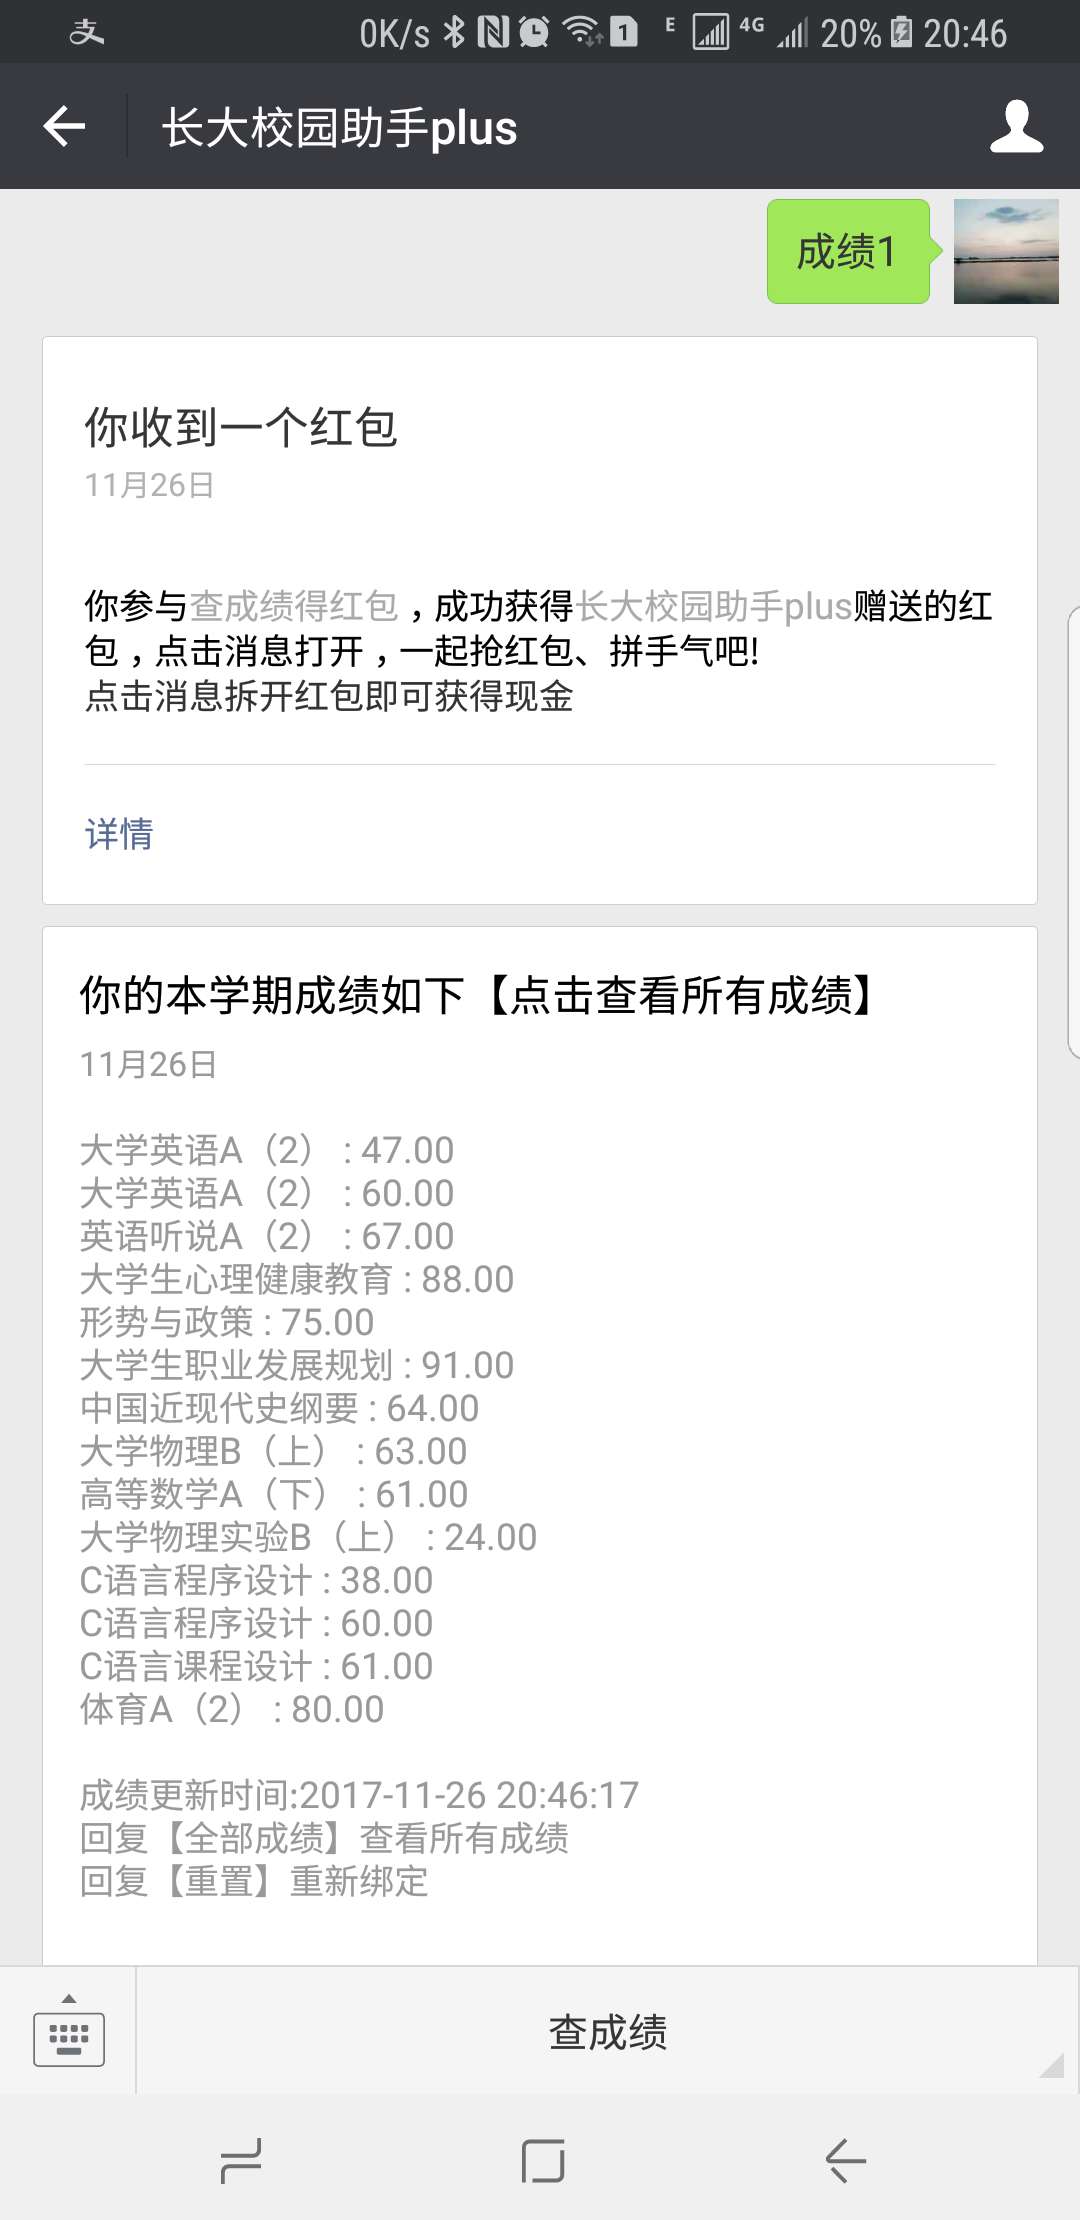 0K/s 1 E 4G 20% 20:46
长大校园助手plus
成绩1
你收到一个红包
11月26日
你参与查成绩得红包，成功获得长大校园助手plus赠送的红
包，点击消息打开，一起抢红包、拼手气吧!
点击消息拆开红包即可获得现金
详情
你的本学期成绩如下【点击查看所有成绩】
11月26日
大学英语A（2） : 47.00
大学英语A（2） : 60.00
英语听说A（2） : 67.00
大学生心理健康教育 : 88.00
形势与政策 : 75.00
大学生职业发展规划 : 91.00
中国近现代史纲要 : 64.00
大学物理B（上） : 63.00
高等数学A（下） : 61.00
大学物理实验B（上） : 24.00
C语言程序设计 : 38.00
C语言程序设计 : 60.00
C语言课程设计 : 61.00
体育A（2） : 80.00
成绩更新时间:2017-11-26 20:46:17
回复【全部成绩】查看所有成绩
回复【重置】重新绑定
查成绩